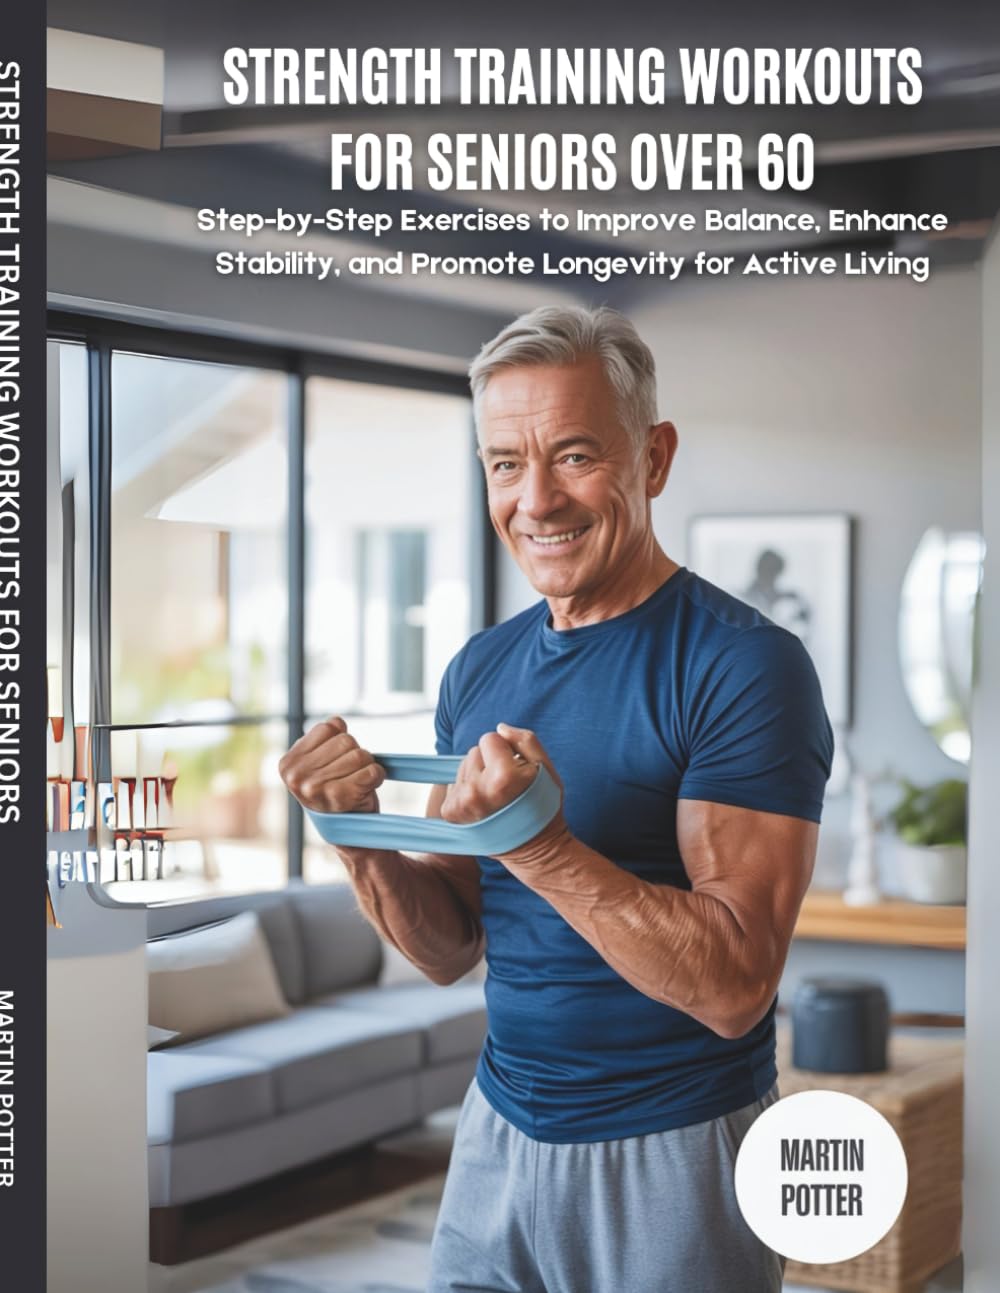 STRENGTH TRAINING WORKOUTS
FOR SENIORS OVER 60
Step-by-Step Exercises to Improve Balance, Enhance
Stability, and Promote Longevity for Active Living
MARTIN
POTTER
STRENGTH TRAINING WORKOUTS FOR SENIORS
MARTIN POTTER